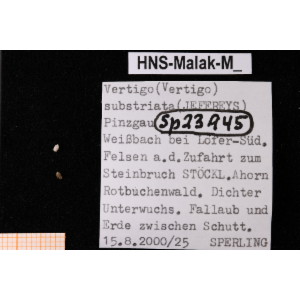 HNS-Malak-M_
Vertigo(Vertigo)
substriata(JEFEREYS)
Pinzgau Sp23945
Weißbach bei Lofer-Süd.
Felsen a.d.Zufahrt zum
Steinbruch STÖCKL.Ahorn
Rotbuchenwald. Dichter
Unterwuchs. Fallaub und
Erde zwischen Schutt.
15.8.2000/25 SPERLING